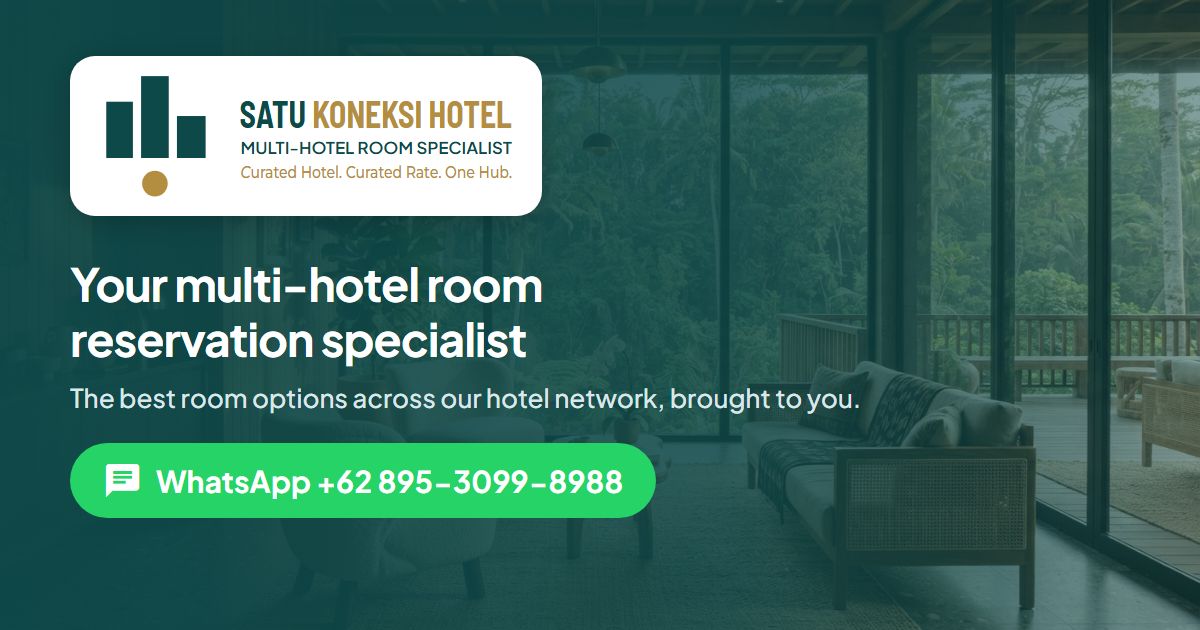 SATU KONEKSI HOTEL
MULTI-HOTEL ROOM SPECIALIST
Curated Hotel. Curated Rate. One Hub.
Your multi-hotel room
reservation specialist
The best room options across our hotel network, brought to you.
WhatsApp +62 895-3099-8988